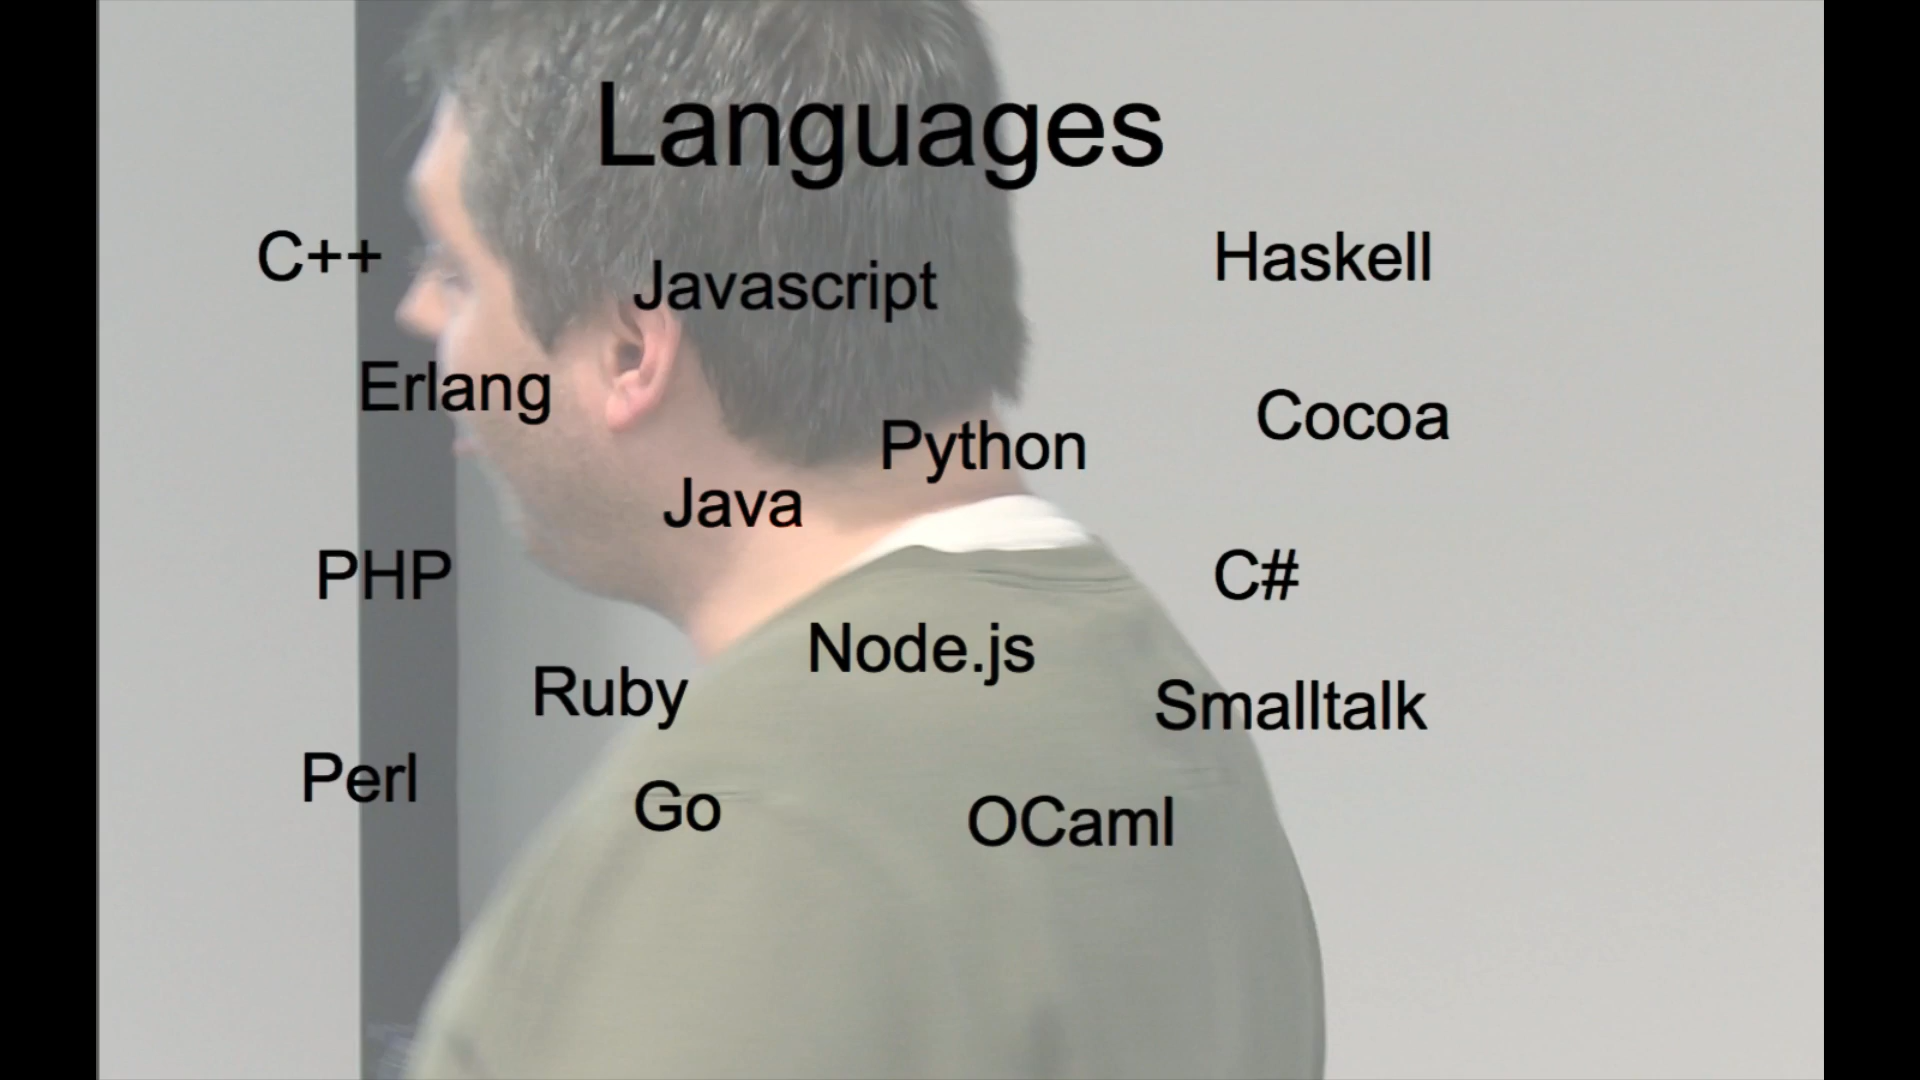 Languages
C++
Javascript
Haskell
Erlang
Python
Cocoa
Java
PHP
C#
Node.js
Ruby
Smalltalk
Perl
Go
OCaml